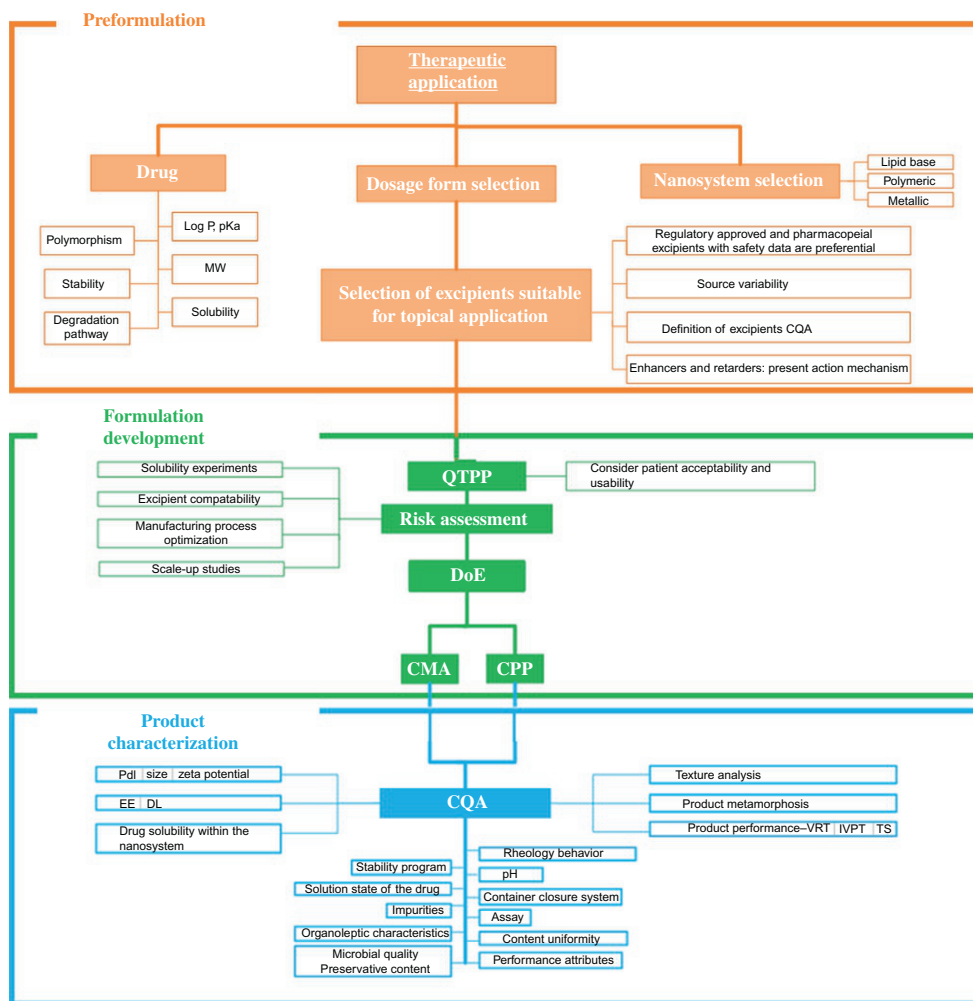 Preformulation
Therapeutic
application
Drug
Dosage form selection
Nanosystem selection
Lipid base
Polymeric
Metallic
Polymorphism
Log P, pKa
Stability
MW
Degradation
pathway
Solubility
Selection of excipients suitable
for topical application
Regulatory approved and pharmacopeial
excipients with safety data are preferential
Source variability
Definition of excipients CQA
Enhancers and retarders: present action mechanism
Formulation
development
Solubility experiments
Excipient compatability
Manufacturing process
optimization
Scale-up studies
QTPP
Consider patient acceptability and
usability
Risk assessment
DoE
CMA
CPP
Product
characterization
PdI size zeta potential
EE DL
Drug solubility within the
nanosystem
CQA
Texture analysis
Product metamorphosis
Product performance–VRT IVPT TS
Stability program
Solution state of the drug
Impurities
Organoleptic characteristics
Microbial quality
Preservative content
Rheology behavior
pH
Container closure system
Assay
Content uniformity
Performance attributes